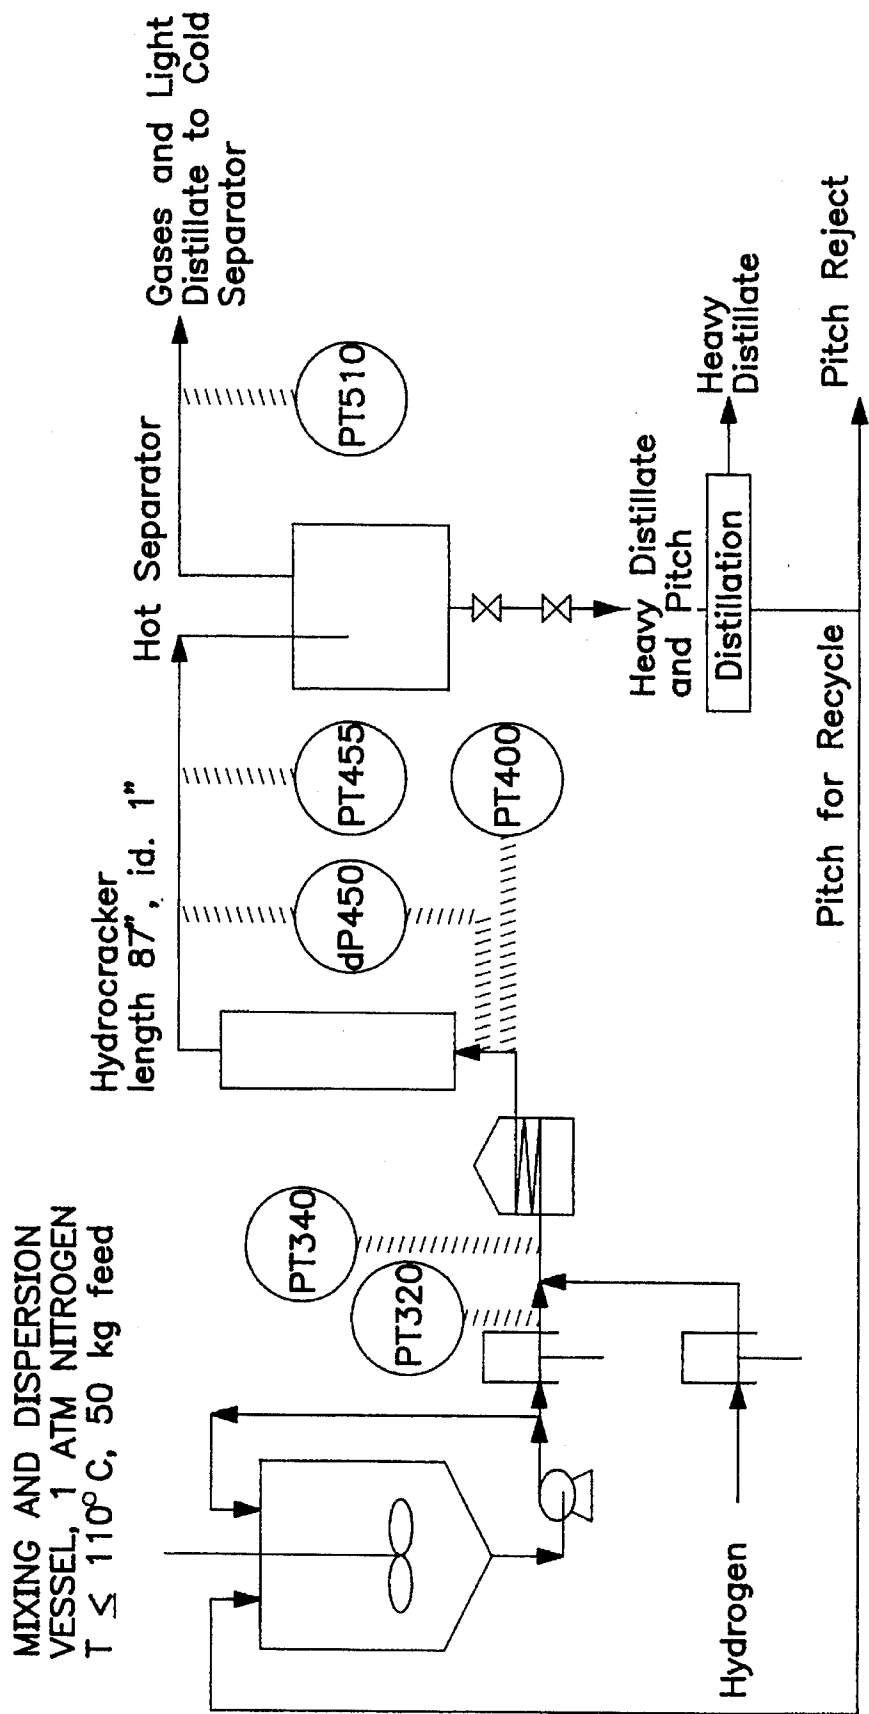 MIXING AND DISPERSION
VESSEL, 1 ATM NITROGEN
T ≤ 110° C, 50 kg feed
Hydrocracker
length 87", id. 1"
Hot Separator
Gases and Light
Distillate to Cold
Separator
PT340
PT320
dP450
PT455
PT400
PT510
Heavy Distillate
and Pitch
Distillation
Heavy
Distillate
Hydrogen
Pitch for Recycle
Pitch Reject